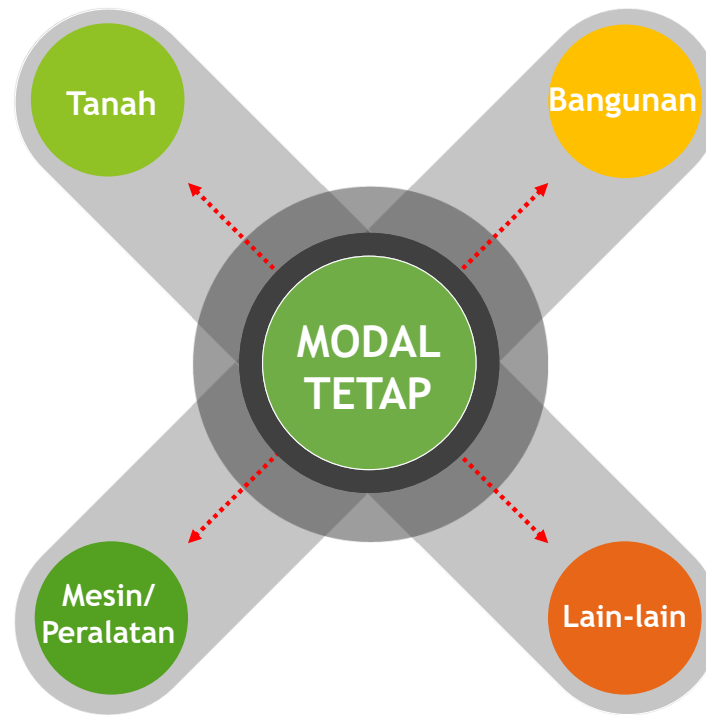 Tanah
Bangunan
MODAL
TETAP
Mesin/
Peralatan
Lain-lain